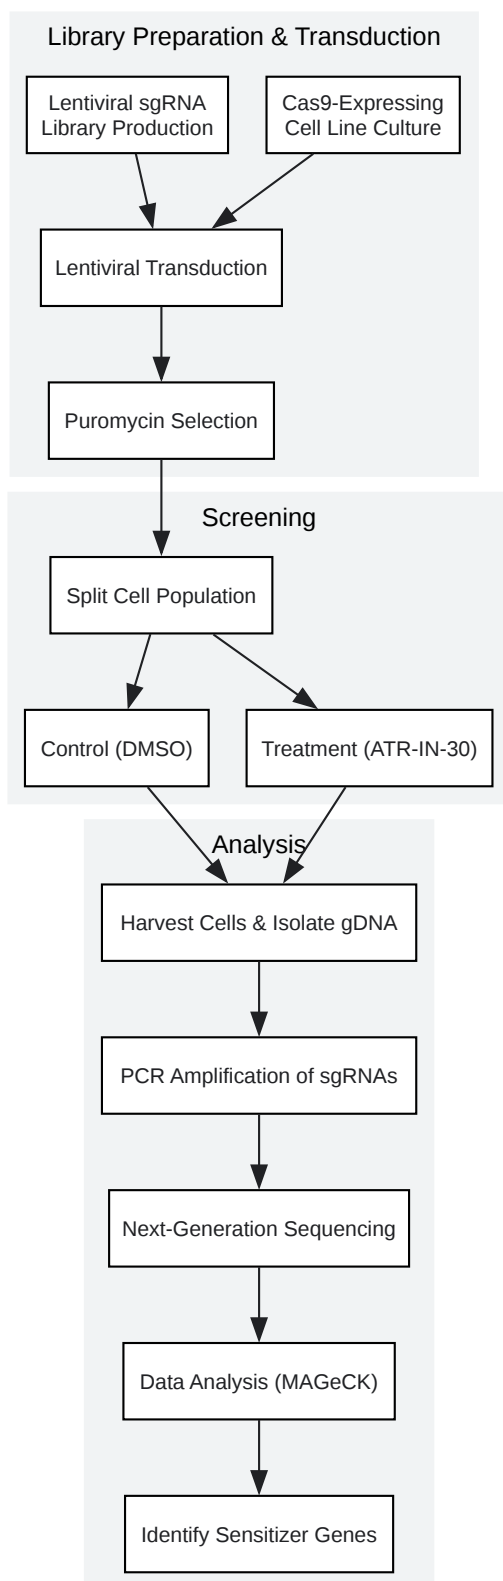 Library Preparation & Transduction
Lentiviral sgRNA
Library Production
Cas9-Expressing
Cell Line Culture
Lentiviral Transduction
Puromycin Selection
Screening
Split Cell Population
Control (DMSO)
Treatment (ATR-IN-30)
Analysis
Harvest Cells & Isolate gDNA
PCR Amplification of sgRNAs
Next-Generation Sequencing
Data Analysis (MAGeCK)
Identify Sensitizer Genes